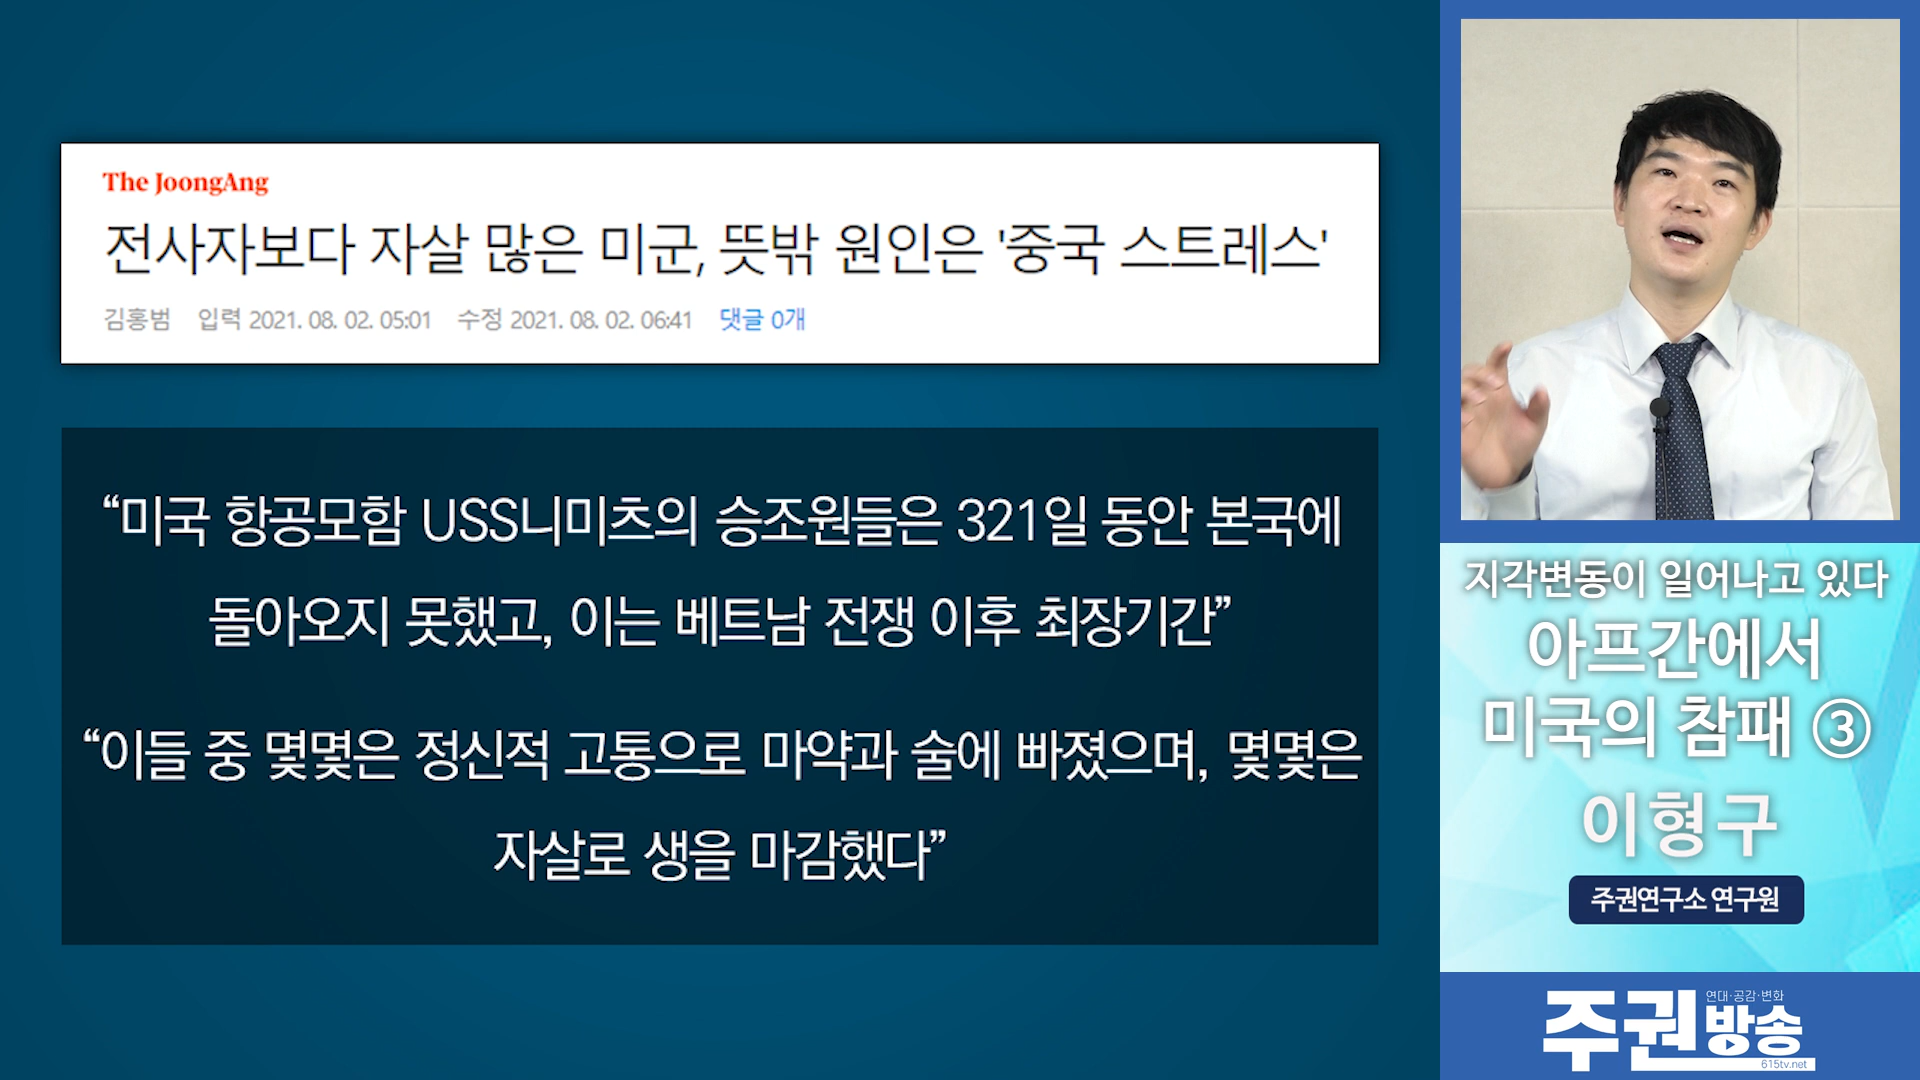 The JoongAng
전사자보다 자살 많은 미군, 뜻밖 원인은 '중국 스트레스'
김홍범 입력 2021. 08. 02. 05:01 수정 2021. 08. 02. 06:41 댓글 0개
“미국 항공모함 USS니미츠의 승조원들은 321일 동안 본국에
돌아오지 못했고, 이는 베트남 전쟁 이후 최장기간”
“이들 중 몇몇은 정신적 고통으로 마약과 술에 빠졌으며, 몇몇은
자살로 생을 마감했다”
지각변동이 일어나고 있다
아프간에서
미국의 참패 ③
이형구
주권연구소 연구원
연대·공감·변화
주권방송
615tv.net